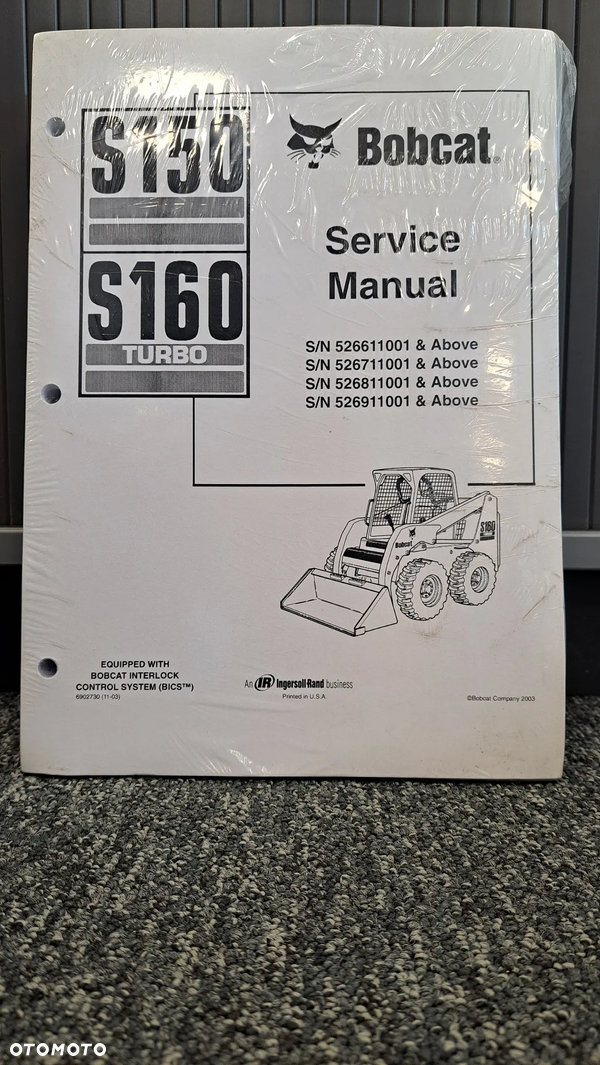 S150
S160
TURBO
Bobcat®
Service
Manual
S/N 526611001 & Above
S/N 526711001 & Above
S/N 526811001 & Above
S/N 526911001 & Above
Bobcat
S160
EQUIPPED WITH
BOBCAT INTERLOCK
CONTROL SYSTEM (BICS™)
6902730 (11-03)
An IR Ingersoll-Rand business
Printed in U.S.A.
©Bobcat Company 2003
OTOMOTO